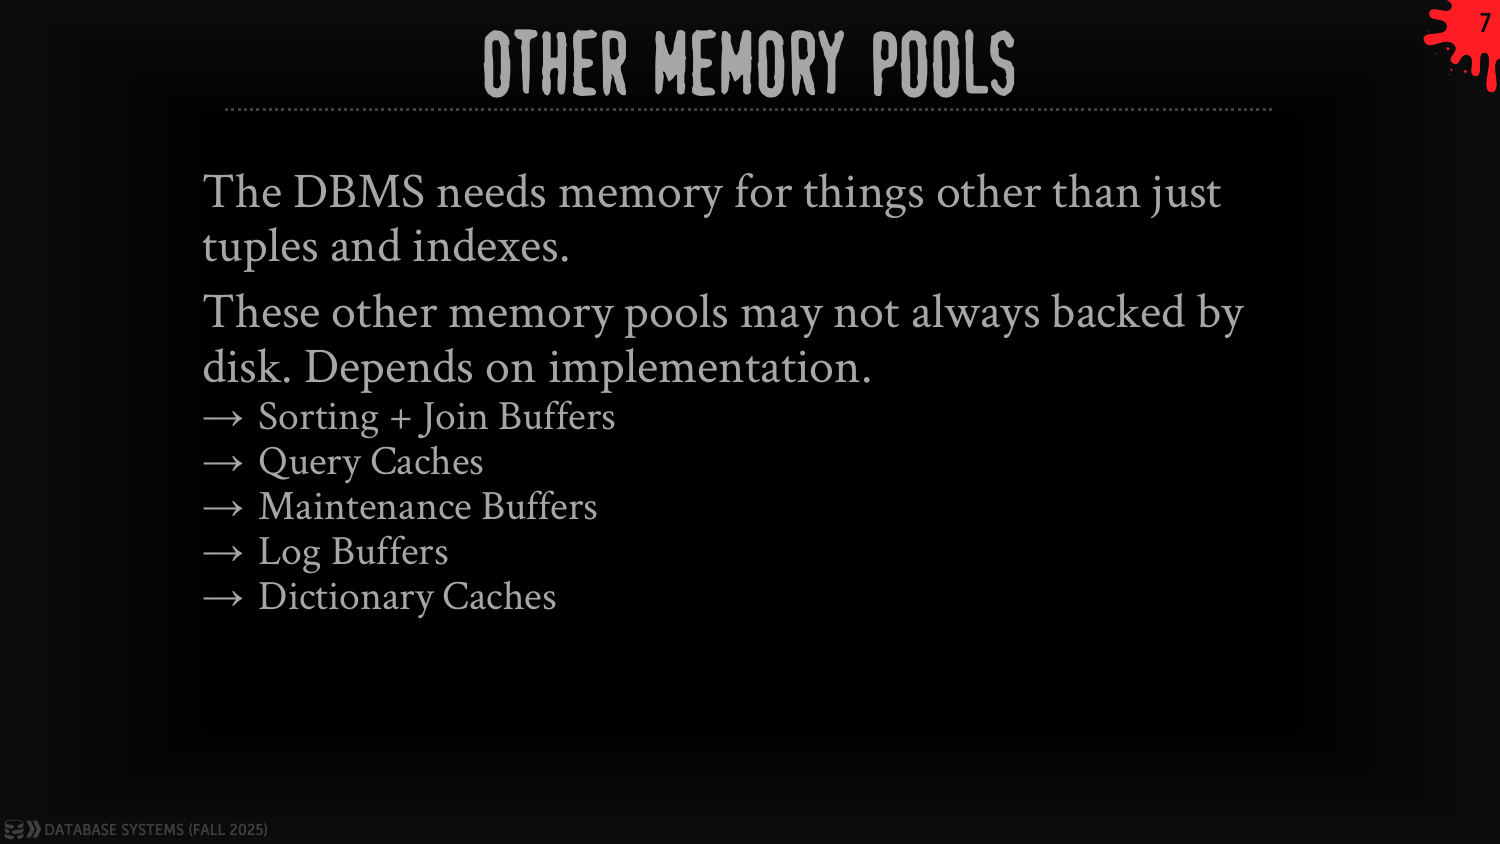 OTHER MEMORY POOLS
7
The DBMS needs memory for things other than just
tuples and indexes.
These other memory pools may not always backed by
disk. Depends on implementation.
→ Sorting + Join Buffers
→ Query Caches
→ Maintenance Buffers
→ Log Buffers
→ Dictionary Caches
DATABASE SYSTEMS (FALL 2025)